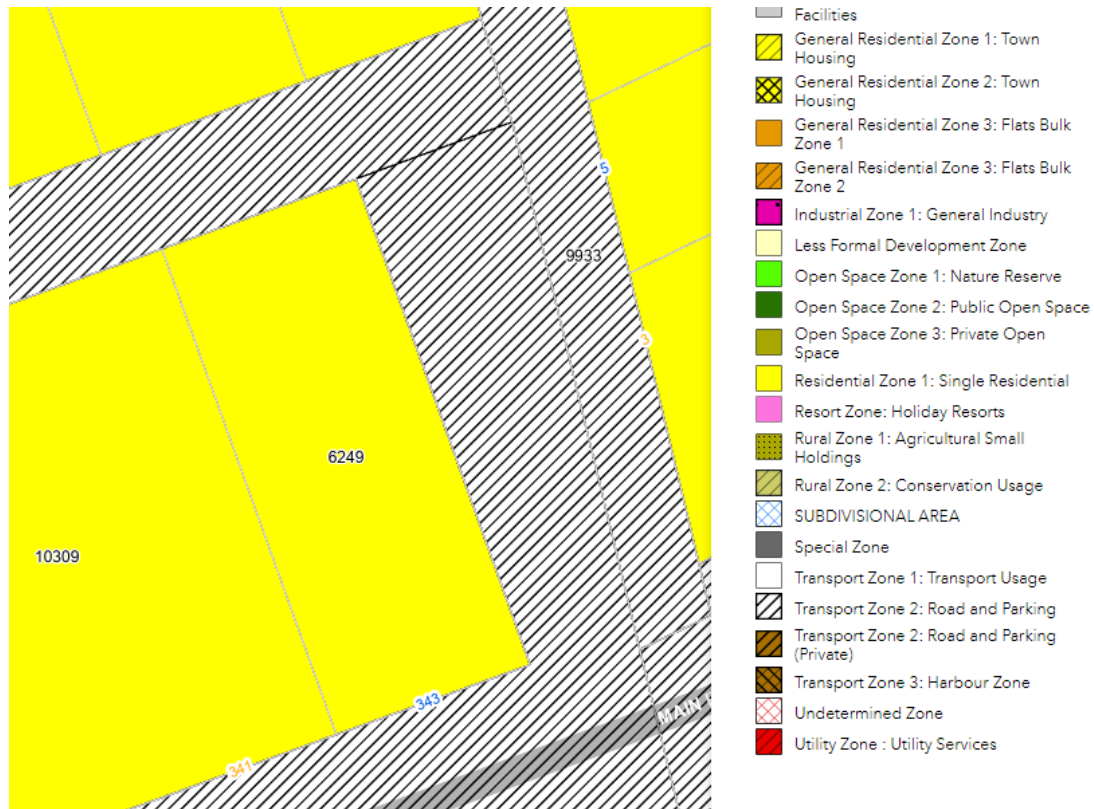 5
9933
3
6249
10309
343
341
MAIN
Facilities
General Residential Zone 1: Town
Housing
General Residential Zone 2: Town
Housing
General Residential Zone 3: Flats Bulk
Zone 1
General Residential Zone 3: Flats Bulk
Zone 2
Industrial Zone 1: General Industry
Less Formal Development Zone
Open Space Zone 1: Nature Reserve
Open Space Zone 2: Public Open Space
Open Space Zone 3: Private Open
Space
Residential Zone 1: Single Residential
Resort Zone: Holiday Resorts
Rural Zone 1: Agricultural Small
Holdings
Rural Zone 2: Conservation Usage
SUBDIVISIONAL AREA
Special Zone
Transport Zone 1: Transport Usage
Transport Zone 2: Road and Parking
Transport Zone 2: Road and Parking
(Private)
Transport Zone 3: Harbour Zone
Undetermined Zone
Utility Zone : Utility Services